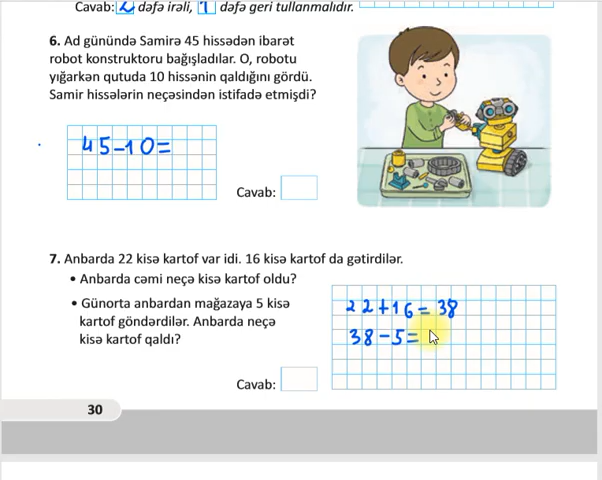 Cavab: 2 dəfə irəli, 1 dəfə geri tullanmalıdır.
6. Ad günündə Samirə 45 hissədən ibarət
robot konstruktoru bağışladılar. O, robotu
yığarkən qutuda 10 hissənin qaldığını gördü.
Samir hissələrin neçəsindən istifadə etmişdi?
45-10=
Cavab:
7. Anbarda 22 kisə kartof var idi. 16 kisə kartof da gətirdilər.
• Anbarda cəmi neçə kisə kartof oldu?
• Günorta anbardan mağazaya 5 kisə
kartof göndərdilər. Anbarda neçə
kisə kartof qaldı?
22+16=38
38-5=
Cavab:
30